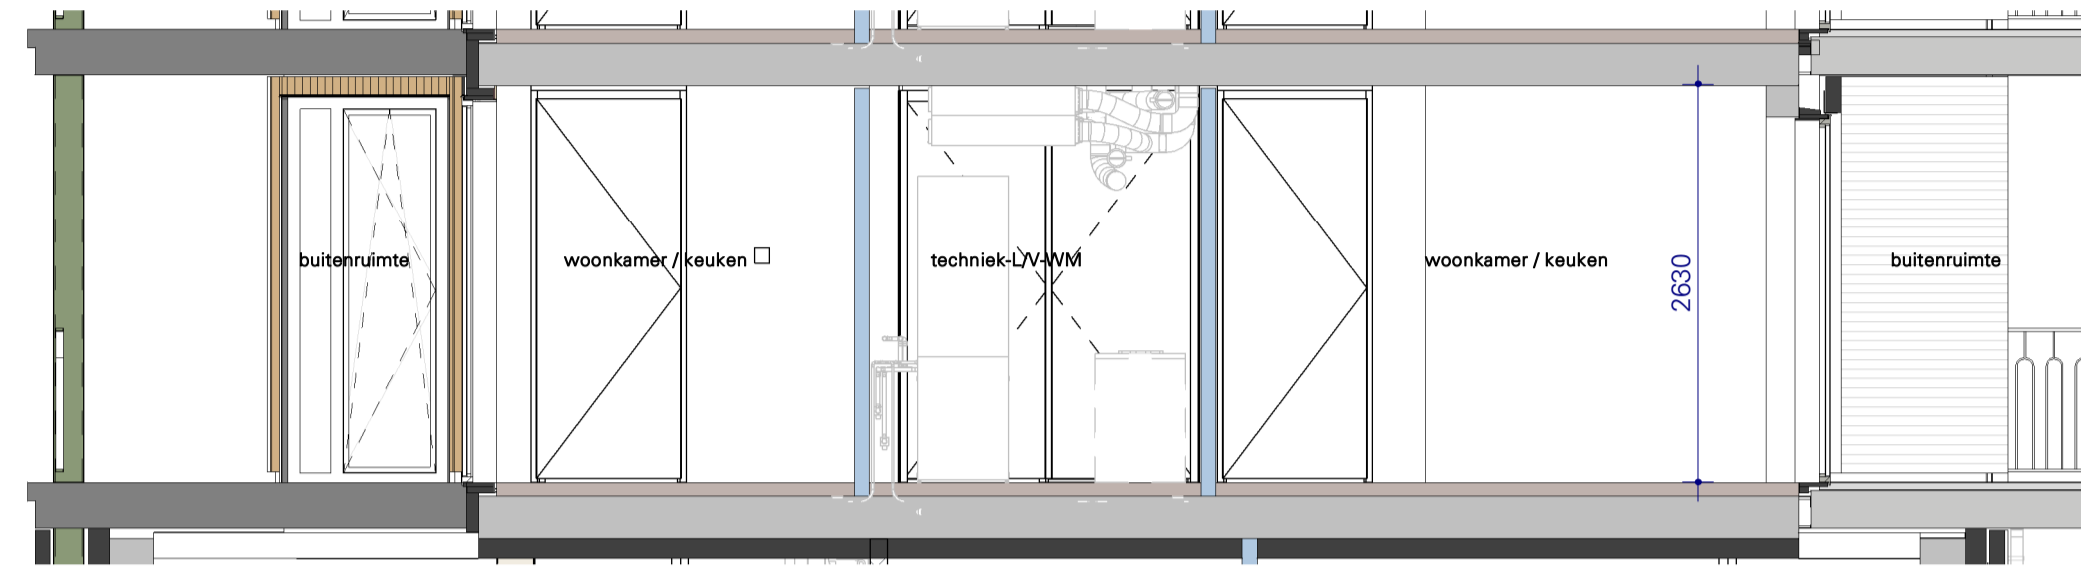 buitenruimte
woonkamer / keuken
techniek-L/V-WM
woonkamer / keuken
2630
buitenruimte